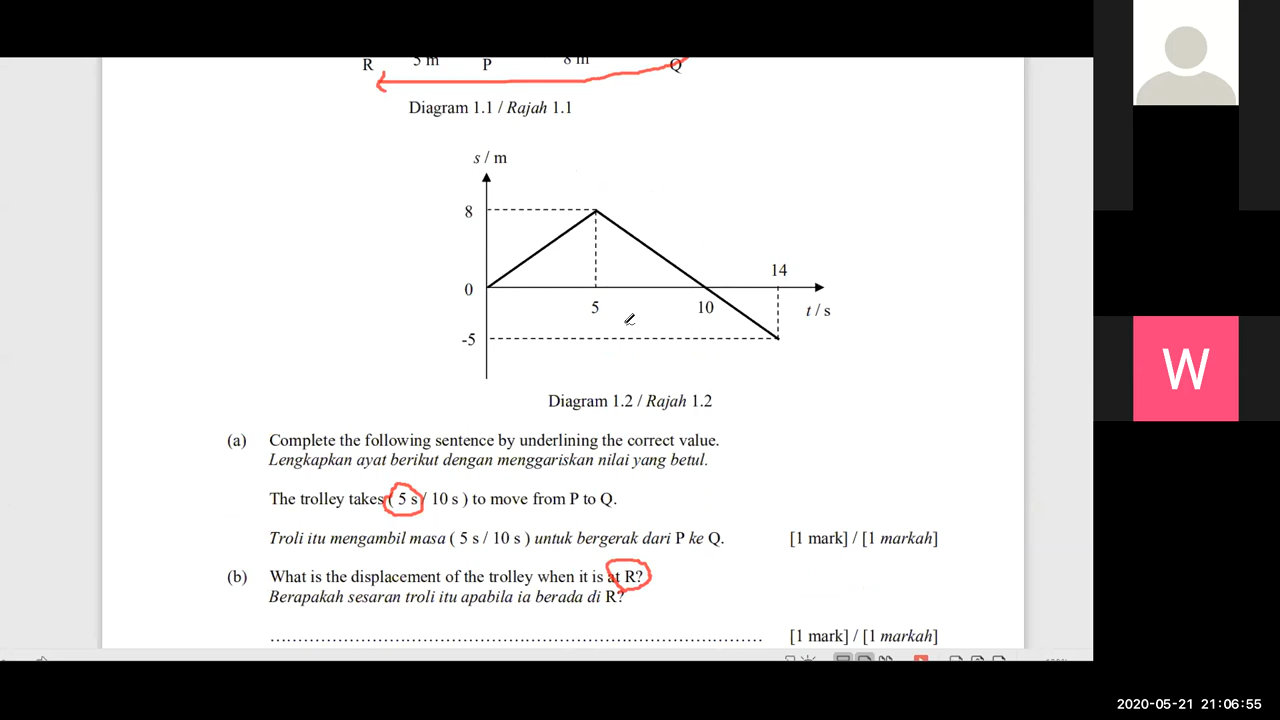 R 5 m P 8 m Q
Diagram 1.1 / Rajah 1.1
s / m
8
14
0
5 10
t / s
-5
Diagram 1.2 / Rajah 1.2
(a) Complete the following sentence by underlining the correct value.
Lengkapkan ayat berikut dengan menggariskan nilai yang betul.
The trolley takes ( 5 s / 10 s ) to move from P to Q.
Troli itu mengambil masa ( 5 s / 10 s ) untuk bergerak dari P ke Q. [1 mark] / [1 markah]
(b) What is the displacement of the trolley when it is at R?
Berapakah sesaran troli itu apabila ia berada di R?
.......................................................................................... [1 mark] / [1 markah]
W
2020-05-21 21:06:55